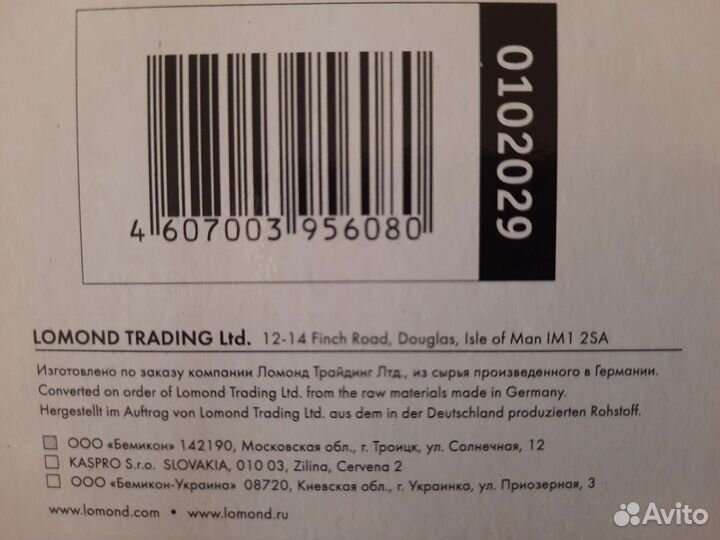 0102029
4 607003 956080
LOMOND TRADING Ltd. 12-14 Finch Road, Douglas, Isle of Man IM1 2SA
Изготовлено по заказу компании Ломонд Трайдинг Лтд., из сырья произведенного в Германии.
Converted on order of Lomond Trading Ltd. from the raw materials made in Germany.
Hergestellt im Auftrag von Lomond Trading Ltd. aus dem in der Deutschland produzierten Rohstoff.
ООО «Бемикон» 142190, Московская обл., г. Троицк, ул. Солнечная, 12
KASPRO S.r.o. SLOVAKIA, 010 03, Zilina, Cervena 2
ООО «Бемикон-Украина» 08720, Киевская обл., г. Украинка, ул. Приозерная, 3
www.lomond.com • www.lomond.ru
Avito